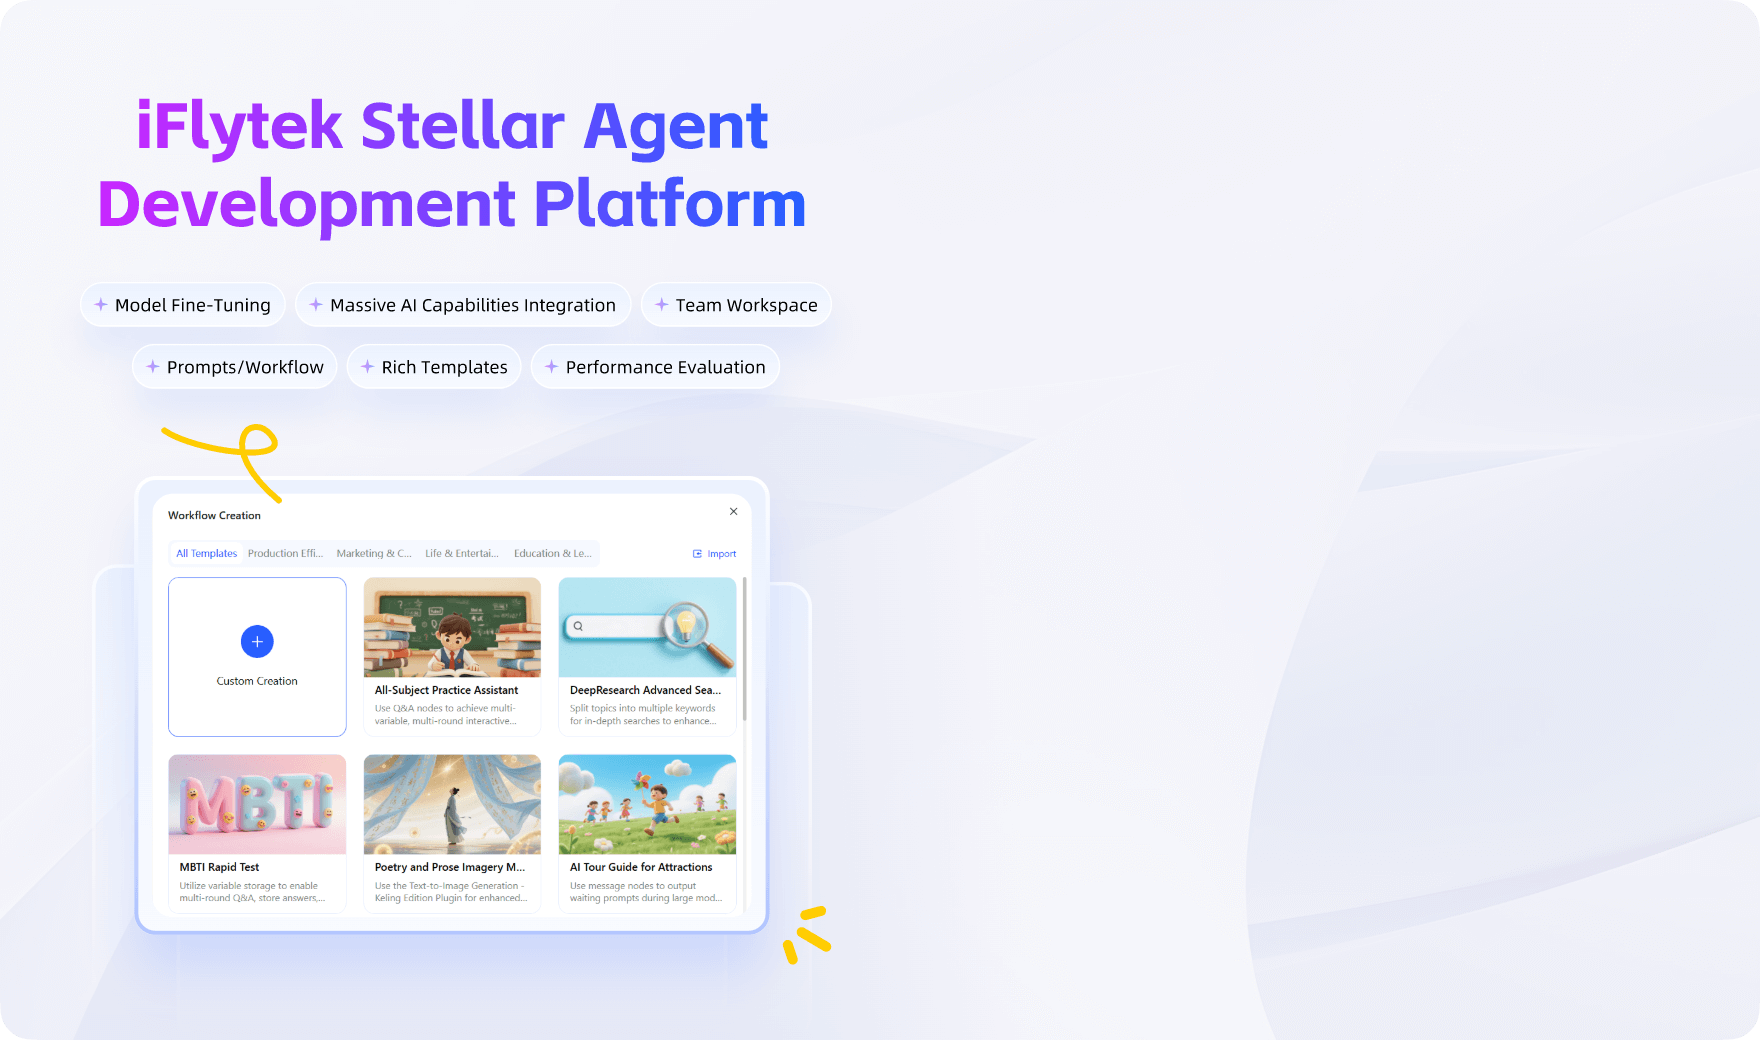 iFlytek Stellar Agent
Development Platform
Model Fine-Tuning
Massive AI Capabilities Integration
Team Workspace
Prompts/Workflow
Rich Templates
Performance Evaluation
Workflow Creation
All Templates
Production Effi...
Marketing & C...
Life & Entertai...
Education & Le...
Import
Custom Creation
All-Subject Practice Assistant
Use Q&A nodes to achieve multi-
variable, multi-round interactive...
DeepResearch Advanced Sea...
Split topics into multiple keywords
for in-depth searches to enhance...
MBTI
MBTI Rapid Test
Utilize variable storage to enable
multi-round Q&A, store answers,...
Poetry and Prose Imagery M...
Use the Text-to-Image Generation -
Keling Edition Plugin for enhanced...
AI Tour Guide for Attractions
Use message nodes to output
waiting prompts during large mod...